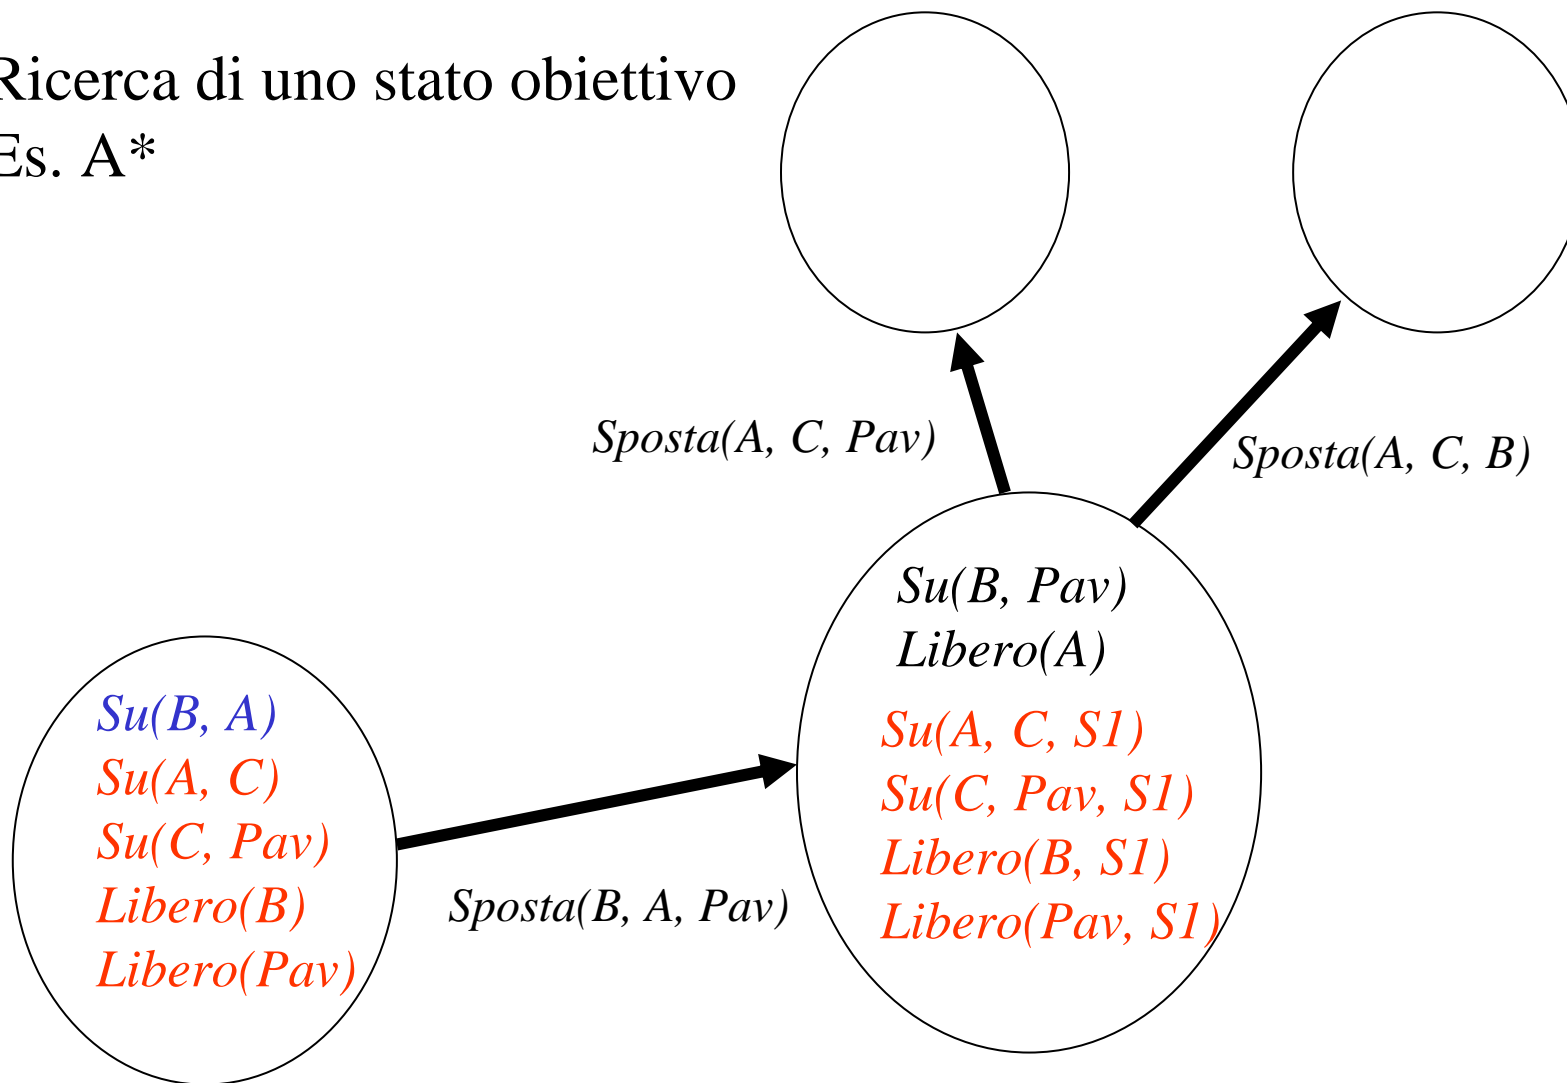 Ricerca di uno stato obiettivo
Es. A*
Sposta(A, C, Pav)
Sposta(A, C, B)
Su(B, Pav)
Libero(A)
Su(A, C, S1)
Su(C, Pav, S1)
Libero(B, S1)
Libero(Pav, S1)
Su(B, A)
Su(A, C)
Su(C, Pav)
Libero(B)
Libero(Pav)
Sposta(B, A, Pav)